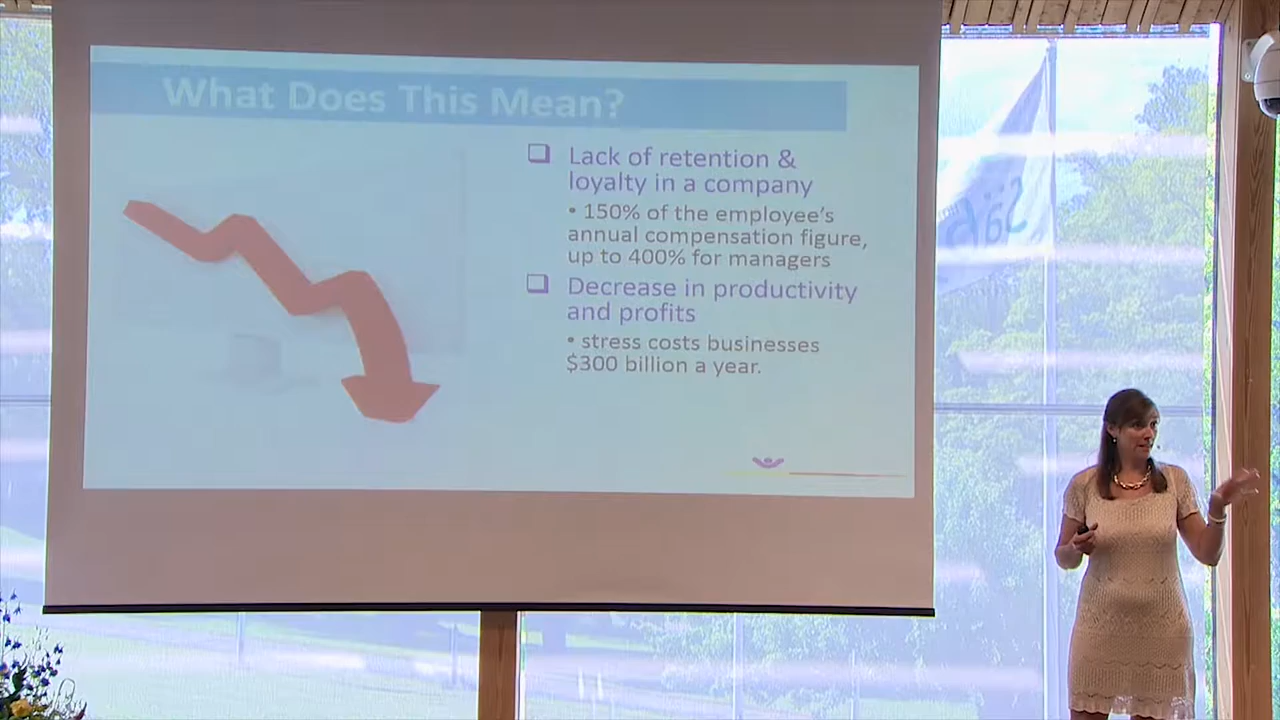 What Does This Mean?
Lack of retention &
loyalty in a company
• 150% of the employee's
annual compensation figure,
up to 400% for managers
Decrease in productivity
and profits
• stress costs businesses
$300 billion a year.